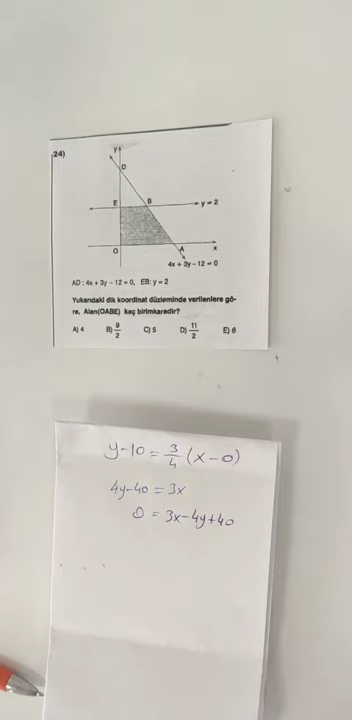 24)
y
D
E
B
y = 2
O
A
x
4x + 3y – 12 = 0
AD : 4x + 3y – 12 = 0, EB: y = 2
Yukarıdaki dik koordinat düzleminde verilenlere gö-
re, Alan(OABE) kaç birimkaredir?
A) 4 B) 9/2 C) 5 D) 11/2 E) 6
y-10 = 3/4 (x-0)
4y-40 = 3x
0 = 3x-4y+40